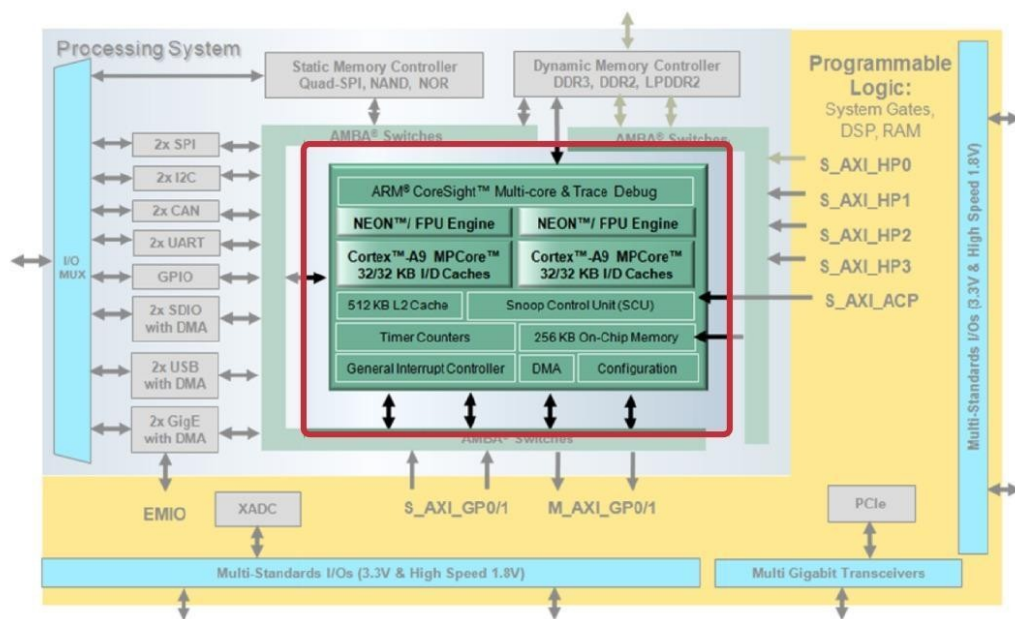 Processing System
Static Memory Controller
Quad-SPI, NAND, NOR
Dynamic Memory Controller
DDR3, DDR2, LPDDR2
Programmable
Logic:
System Gates,
DSP, RAM
AMBA® Switches
AMBA® Switches
I/O
MUX
2x SPI
2x I2C
2x CAN
2x UART
GPIO
2x SDIO
with DMA
2x USB
with DMA
2x GigE
with DMA
ARM® CoreSight™ Multi-core & Trace Debug
NEON™/ FPU Engine
NEON™/ FPU Engine
Cortex™-A9 MPCore™
32/32 KB I/D Caches
Cortex™-A9 MPCore™
32/32 KB I/D Caches
512 KB L2 Cache
Snoop Control Unit (SCU)
Timer Counters
256 KB On-Chip Memory
General Interrupt Controller
DMA
Configuration
AMBA® Switches
S_AXI_HP0
S_AXI_HP1
S_AXI_HP2
S_AXI_HP3
S_AXI_ACP
Multi-Standards I/Os (3.3V & High Speed 1.8V)
EMIO
XADC
S_AXI_GP0/1
M_AXI_GP0/1
PCIe
Multi-Standards I/Os (3.3V & High Speed 1.8V)
Multi Gigabit Transceivers